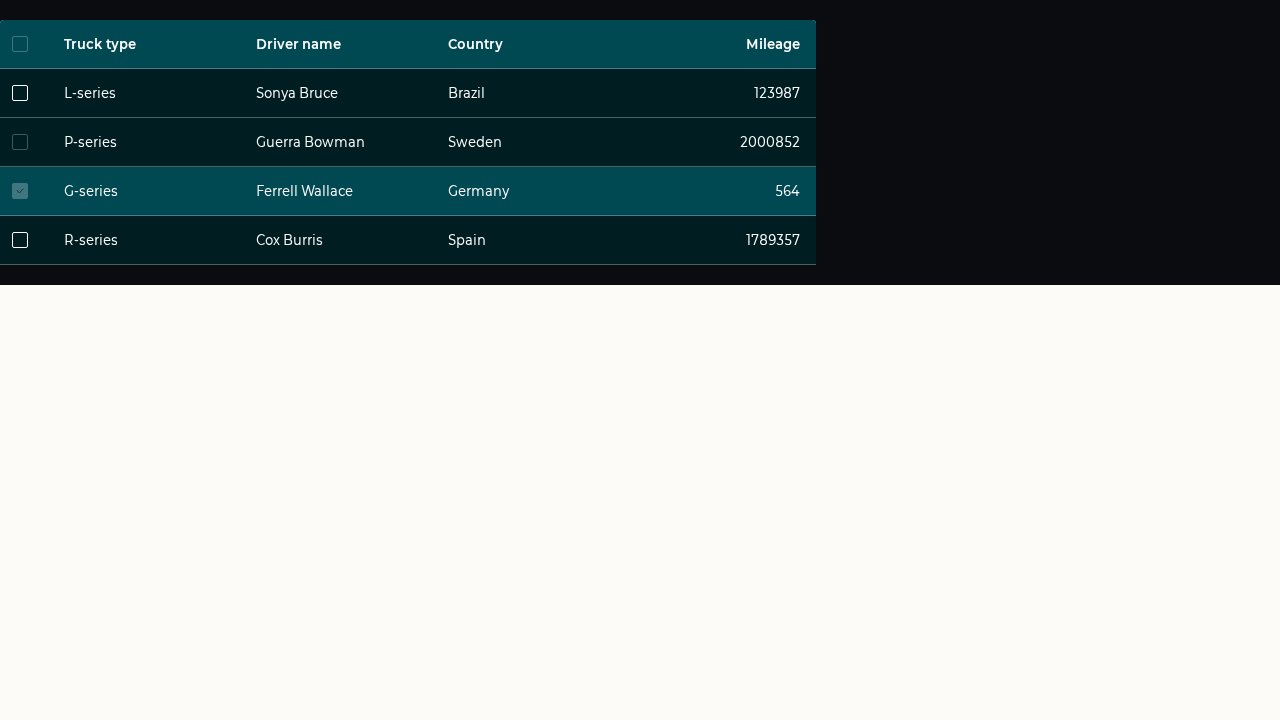 Truck type Driver name Country Mileage
L-series Sonya Bruce Brazil 123987
P-series Guerra Bowman Sweden 2000852
G-series Ferrell Wallace Germany 564
R-series Cox Burris Spain 1789357